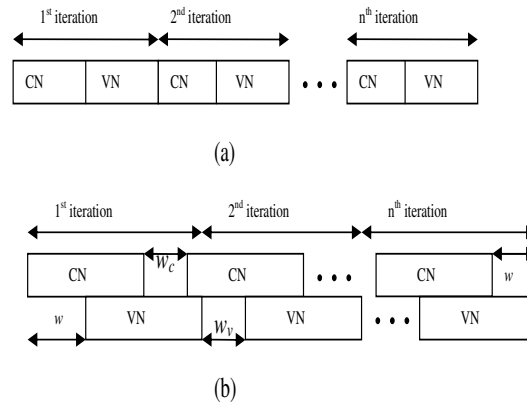 1st iteration 2nd iteration nth iteration
CN VN CN VN CN VN
(a)
1st iteration 2nd iteration nth iteration
CN wc CN CN w
w VN wv VN VN
(b)